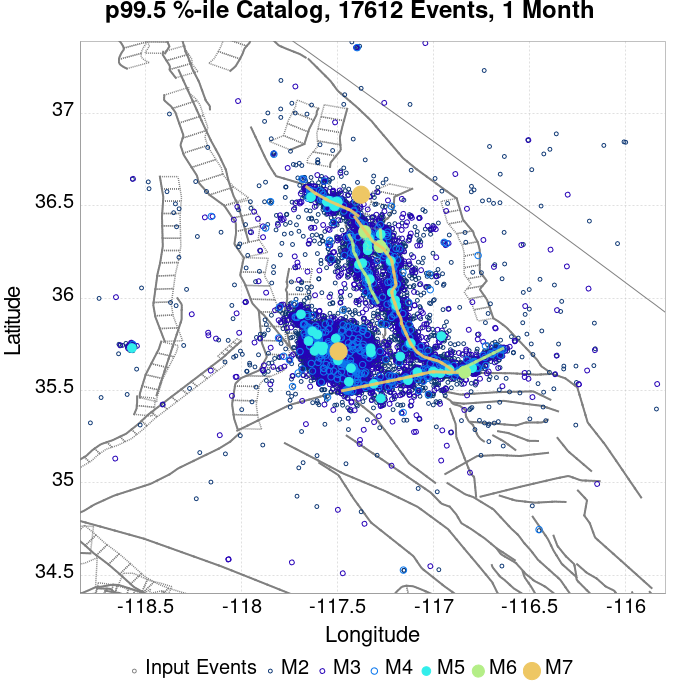 p99.5 %-ile Catalog, 17612 Events, 1 Month
37
36.5
36
35.5
35
34.5
Latitude
-118.5 -118 -117.5 -117 -116.5 -116
Longitude
Input Events M2 M3 M4 M5 M6 M7